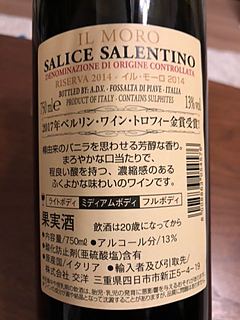 IL MORO
SALICE SALENTINO
DENOMINAZIONE DI ORIGINE CONTROLLATA
RISERVA 2014 - イル・モーロ 2014
BOTTLED BY: A.D.V. - FOSSALTA DI PIAVE - ITALIA
750ml e PRODUCT OF ITALY - CONTAINS SULPHITES 13% vol
2017年ベルリン・ワイン・トロフィー金賞受賞!
樽由来のバニラを思わせる芳醇な香り。
まろやかな口当たりで、
程良い酸を持つ、濃縮感のある
ふくよかな味わいのワインです。
ライトボディ ミディアムボディ フルボディ
果実酒 飲酒は20歳になってから
●内容量/750ml ●アルコール分/13%
●酸化防止剤(亜硫酸塩)含有
●原産国/イタリア ●輸入者及び引取先/
株式会社 交洋 三重県四日市市新正5-4-19